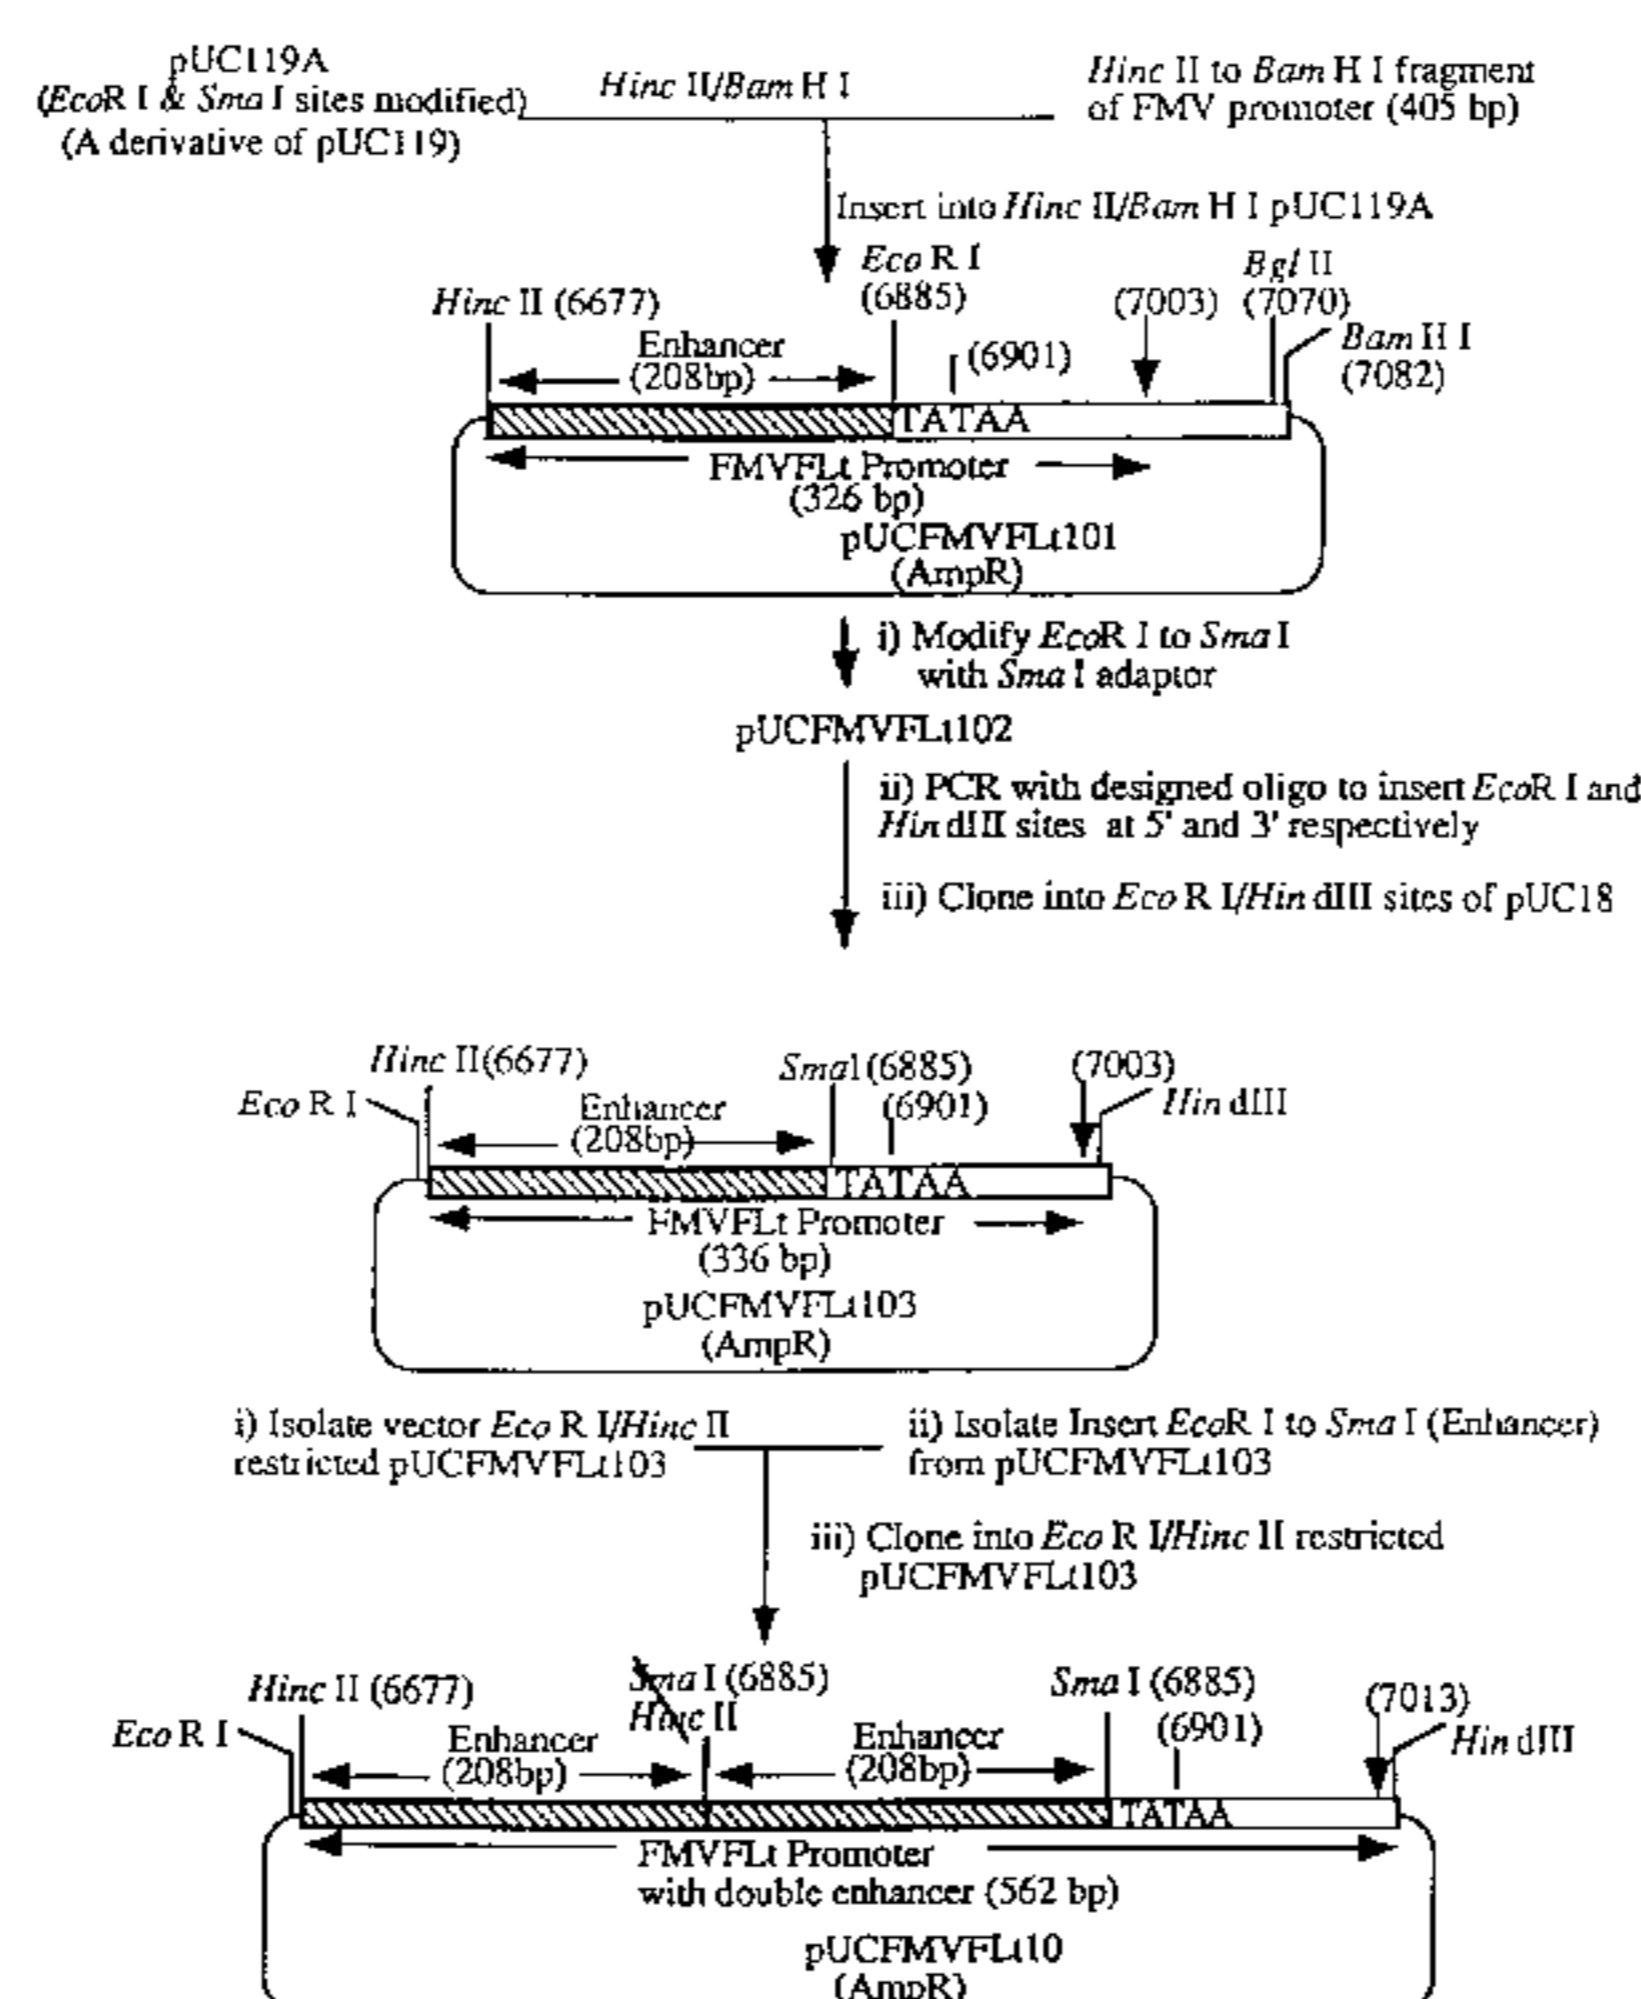 pUC119A
(EcoR I & Sma I sites modified)
(A derivative of pUC119)
Hinc II/Bam H I
Hinc II to Bam H I fragment
of FMV promoter (405 bp)
Insert into Hinc II/Bam H I pUC119A
Hinc II (6677)
Eco R I
(6885)
(7003)
Bgl II
(7070)
Bam H I
(7082)
Enhancer
(208bp)
(6901)
TATAA
FMVFLt Promoter
(326 bp)
pUCFMVFLt101
(AmpR)
i) Modify EcoR I to Sma I
with Sma I adaptor
pUCFMVFLt102
ii) PCR with designed oligo to insert EcoR I and
Hin dIII sites at 5' and 3' respectively
iii) Clone into Eco R I/Hin dIII sites of pUC18
Eco R I
Hinc II(6677)
SmaI (6885)
(7003)
Hin dIII
Enhancer
(208bp)
(6901)
TATAA
FMVFLt Promoter
(336 bp)
pUCFMVFLt103
(AmpR)
i) Isolate vector Eco R I/Hinc II
restricted pUCFMVFLt103
ii) Isolate Insert EcoR I to Sma I (Enhancer)
from pUCFMVFLt103
iii) Clone into Eco R I/Hinc II restricted
pUCFMVFLt103
Eco R I
Hinc II (6677)
Sma I (6885)
Hinc II
Sma I (6885)
(6901)
(7013)
Hin dIII
Enhancer
(208bp)
Enhancer
(208bp)
TATAA
FMVFLt Promoter
with double enhancer (562 bp)
pUCFMVFLt10
(AmpR)